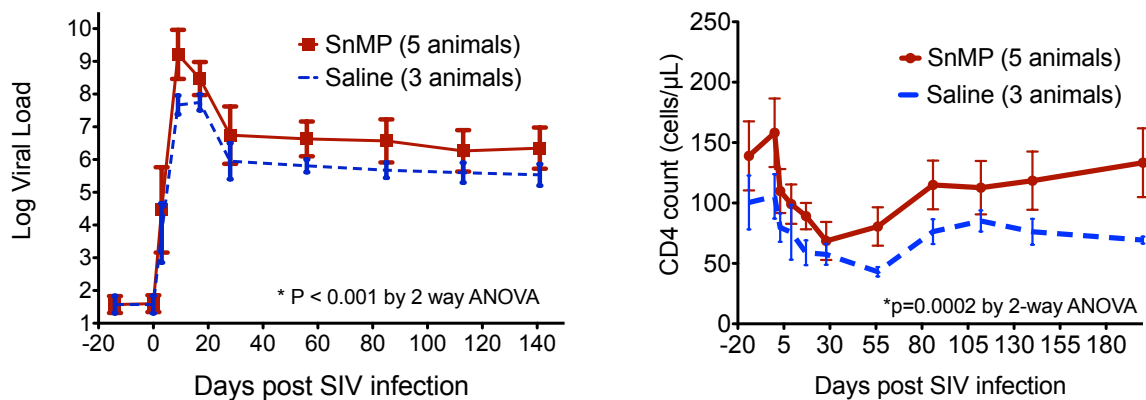 Log Viral Load
10
9
8
7
6
5
4
3
2
1
SnMP (5 animals)
Saline (3 animals)
* P < 0.001 by 2 way ANOVA
-20 0 20 40 60 80 100 120 140
Days post SIV infection
CD4 count (cells/µL)
250
200
150
100
50
0
SnMP (5 animals)
Saline (3 animals)
*p=0.0002 by 2-way ANOVA
-20 5 30 55 80 105 130 155 180
Days post SIV infection